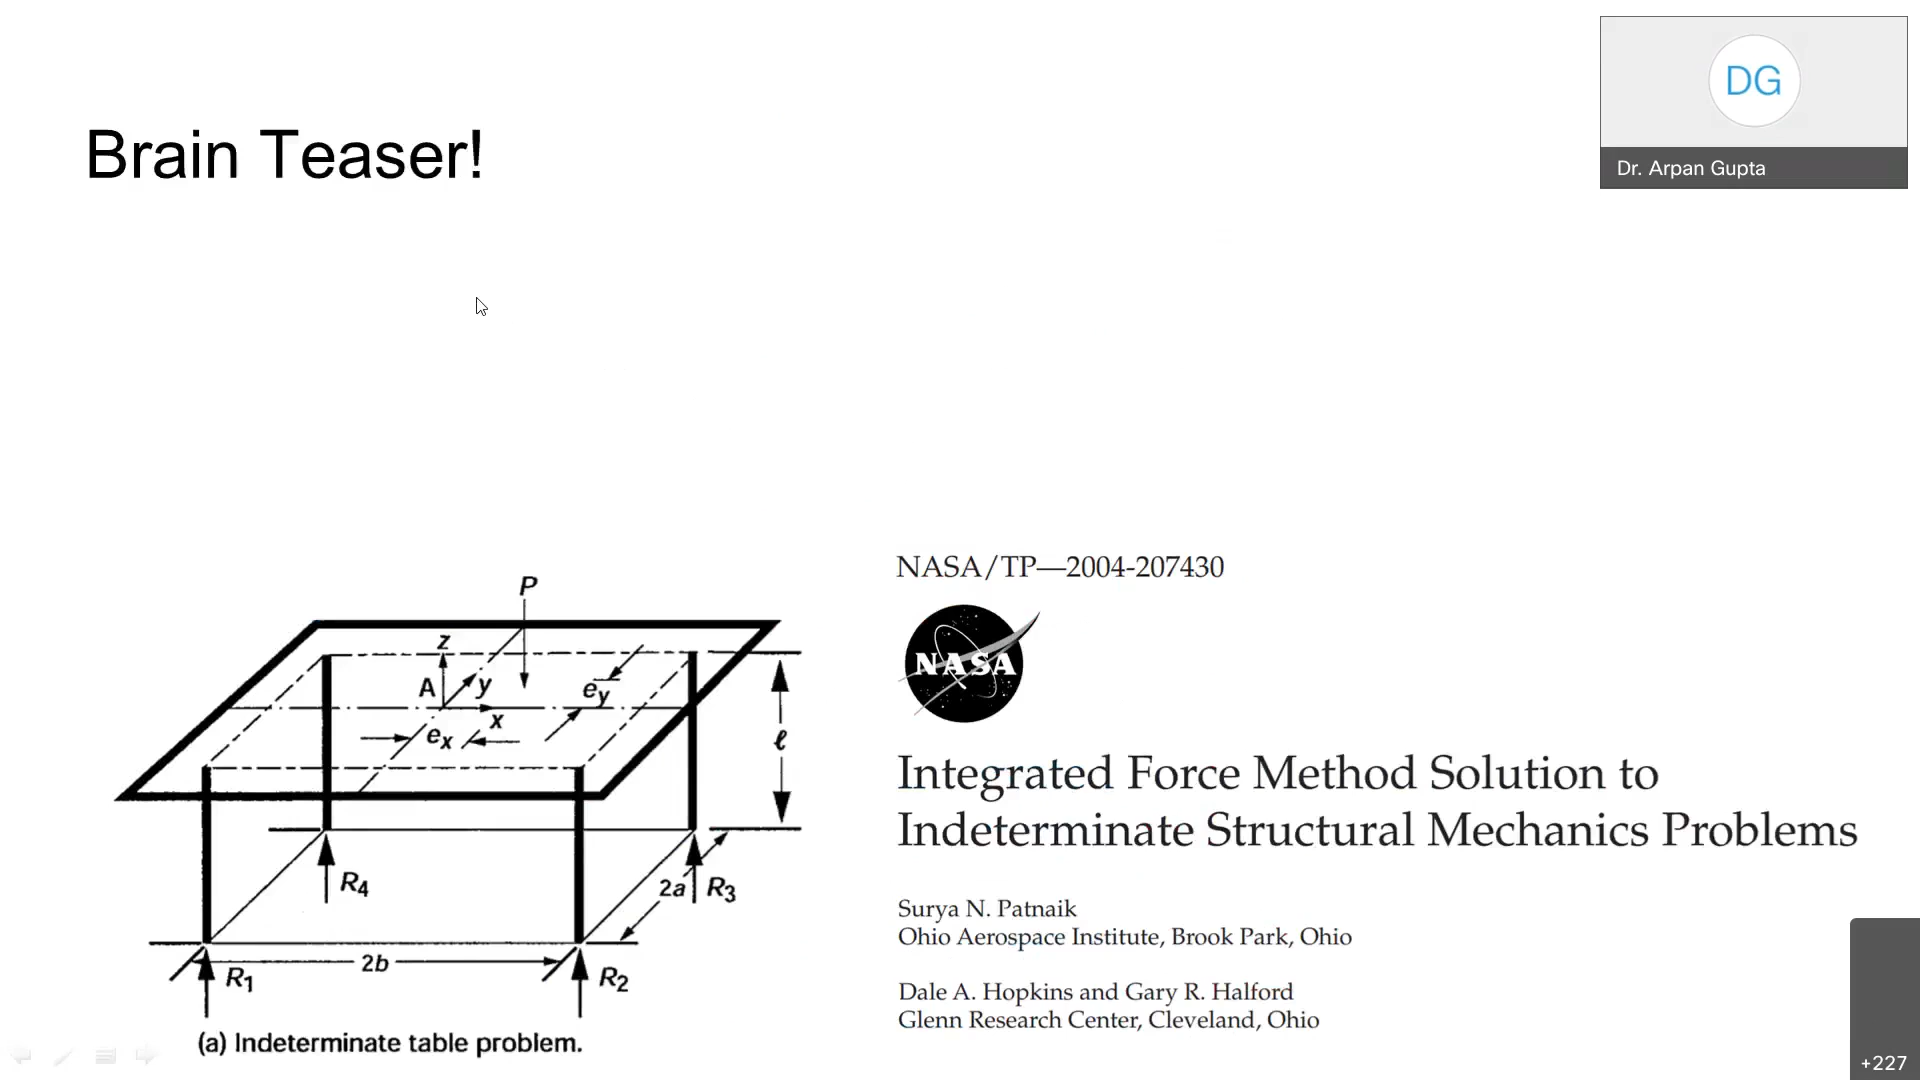 DG
Dr. Arpan Gupta
Brain Teaser!
P
z
A
y
x
ex
ey
ℓ
R4
2a
R3
2b
R1
R2
(a) Indeterminate table problem.
NASA/TP—2004-207430
NASA
Integrated Force Method Solution to
Indeterminate Structural Mechanics Problems
Surya N. Patnaik
Ohio Aerospace Institute, Brook Park, Ohio
Dale A. Hopkins and Gary R. Halford
Glenn Research Center, Cleveland, Ohio
+227